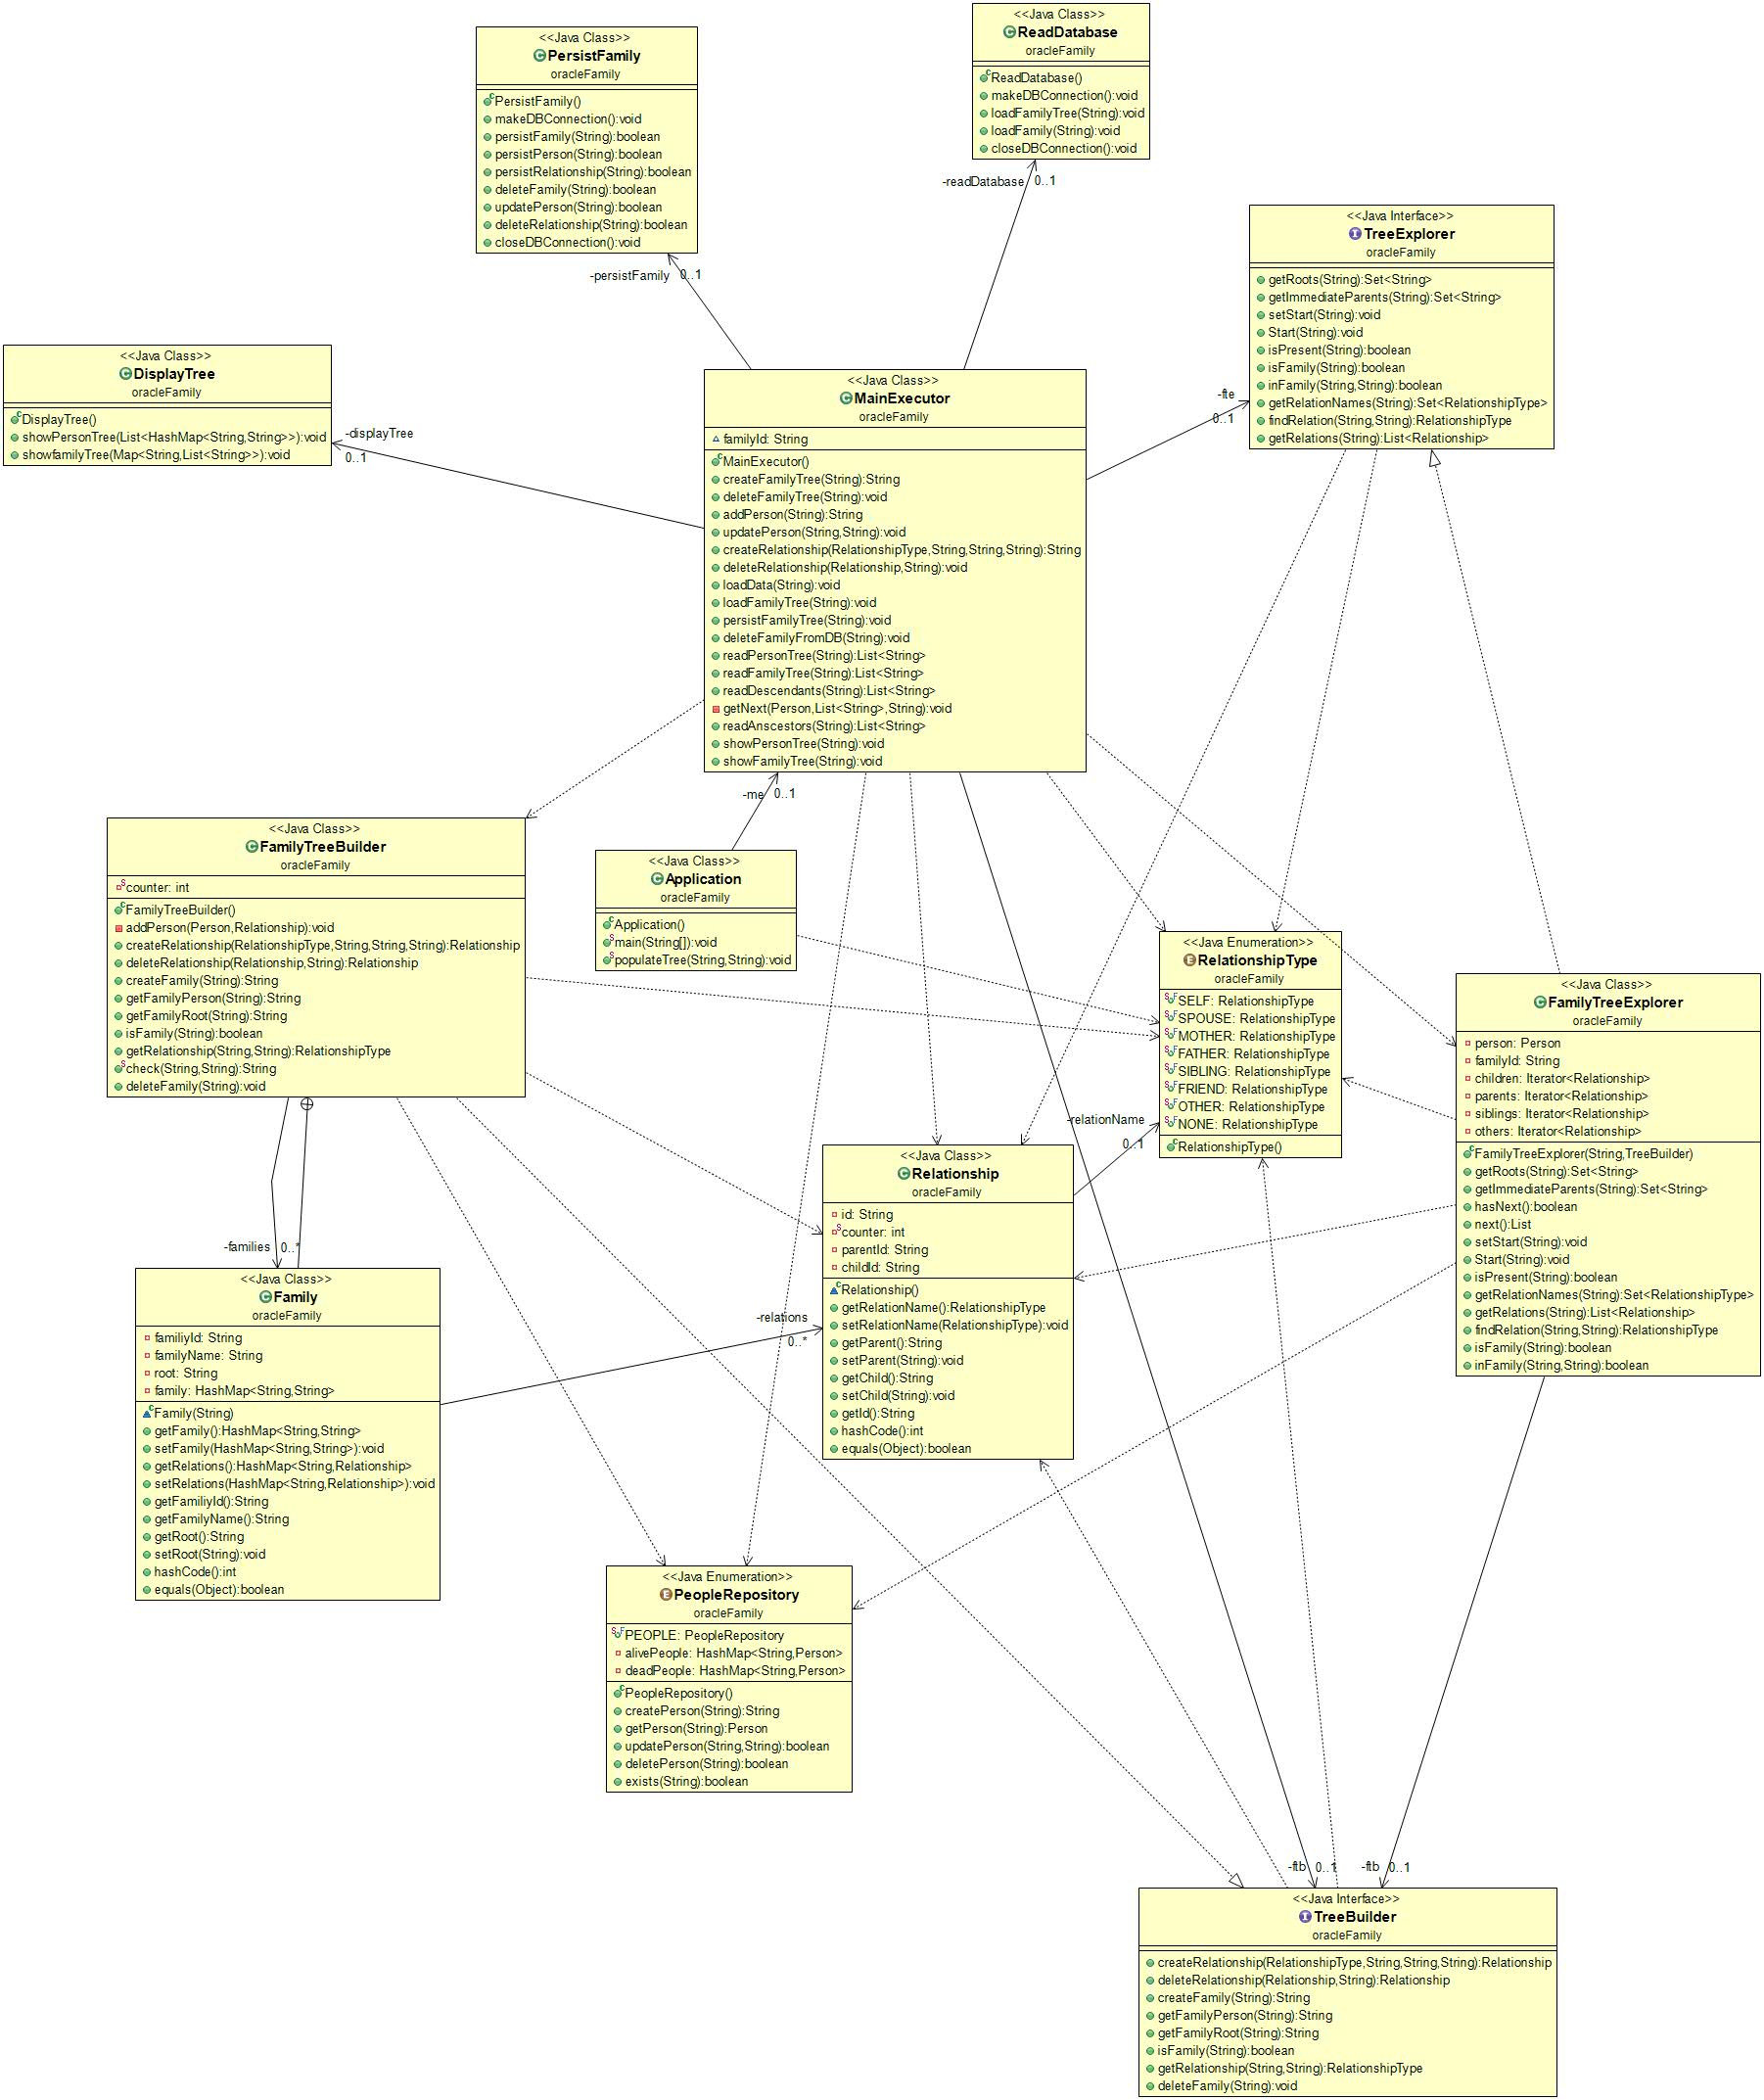 <<Java Class>>
PersistFamily
oracleFamily
PersistFamily()
makeDBConnection():void
persistFamily(String):boolean
persistPerson(String):boolean
persistRelationship(String):boolean
deleteFamily(String):boolean
updatePerson(String):boolean
deleteRelationship(String):boolean
closeDBConnection():void
<<Java Class>>
ReadDatabase
oracleFamily
ReadDatabase()
makeDBConnection():void
loadFamilyTree(String):void
loadFamily(String):void
closeDBConnection():void
-readDatabase 0..1
-persistFamily 0..1
<<Java Interface>>
TreeExplorer
oracleFamily
getRoots(String):Set<String>
getImmediateParents(String):Set<String>
setStart(String):void
Start(String):void
isPresent(String):boolean
isFamily(String):boolean
inFamily(String,String):boolean
getRelationNames(String):Set<RelationshipType>
findRelation(String,String):RelationshipType
getRelations(String):List<Relationship>
<<Java Class>>
DisplayTree
oracleFamily
DisplayTree()
showPersonTree(List<HashMap<String,String>>):void
showfamilyTree(Map<String,List<String>>):void
-displayTree
0..1
<<Java Class>>
MainExecutor
oracleFamily
familyId: String
MainExecutor()
createFamilyTree(String):String
deleteFamilyTree(String):void
addPerson(String):String
updatePerson(String,String):void
createRelationship(RelationshipType,String,String,String):String
deleteRelationship(Relationship,String):void
loadData(String):void
loadFamilyTree(String):void
persistFamilyTree(String):void
deleteFamilyFromDB(String):void
readPersonTree(String):List<String>
readFamilyTree(String):List<String>
readDescendants(String):List<String>
getNext(Person,List<String>,String):void
readAnscestors(String):List<String>
showPersonTree(String):void
showFamilyTree(String):void
-fte
0..1
-me 0..1
<<Java Class>>
FamilyTreeBuilder
oracleFamily
counter: int
FamilyTreeBuilder()
addPerson(Person,Relationship):void
createRelationship(RelationshipType,String,String,String):Relationship
deleteRelationship(Relationship,String):Relationship
createFamily(String):String
getFamilyPerson(String):String
getFamilyRoot(String):String
isFamily(String):boolean
getRelationship(String,String):RelationshipType
check(String,String):String
deleteFamily(String):void
<<Java Class>>
Application
oracleFamily
Application()
main(String[]):void
populateTree(String,String):void
<<Java Enumeration>>
RelationshipType
oracleFamily
SELF: RelationshipType
SPOUSE: RelationshipType
MOTHER: RelationshipType
FATHER: RelationshipType
SIBLING: RelationshipType
FRIEND: RelationshipType
OTHER: RelationshipType
NONE: RelationshipType
RelationshipType()
-relationName
0..1
<<Java Class>>
FamilyTreeExplorer
oracleFamily
person: Person
familyId: String
children: Iterator<Relationship>
parents: Iterator<Relationship>
siblings: Iterator<Relationship>
others: Iterator<Relationship>
FamilyTreeExplorer(String,TreeBuilder)
getRoots(String):Set<String>
getImmediateParents(String):Set<String>
hasNext():boolean
next():List
setStart(String):void
Start(String):void
isPresent(String):boolean
getRelationNames(String):Set<RelationshipType>
getRelations(String):List<Relationship>
findRelation(String,String):RelationshipType
isFamily(String):boolean
inFamily(String,String):boolean
<<Java Class>>
Relationship
oracleFamily
id: String
counter: int
parentId: String
childId: String
Relationship()
getRelationName():RelationshipType
setRelationName(RelationshipType):void
getParent():String
setParent(String):void
getChild():String
setChild(String):void
getId():String
hashCode():int
equals(Object):boolean
-families 0..*
-relations
0..*
<<Java Class>>
Family
oracleFamily
familiyId: String
familyName: String
root: String
family: HashMap<String,String>
Family(String)
getFamily():HashMap<String,String>
setFamily(HashMap<String,String>):void
getRelations():HashMap<String,Relationship>
setRelations(HashMap<String,Relationship>):void
getFamiliyId():String
getFamilyName():String
getRoot():String
setRoot(String):void
hashCode():int
equals(Object):boolean
<<Java Enumeration>>
PeopleRepository
oracleFamily
PEOPLE: PeopleRepository
alivePeople: HashMap<String,Person>
deadPeople: HashMap<String,Person>
PeopleRepository()
createPerson(String):String
getPerson(String):Person
updatePerson(String,String):boolean
deletePerson(String):boolean
exists(String):boolean
-ftb 0..1
-ftb 0..1
<<Java Interface>>
TreeBuilder
oracleFamily
createRelationship(RelationshipType,String,String,String):Relationship
deleteRelationship(Relationship,String):Relationship
createFamily(String):String
getFamilyPerson(String):String
getFamilyRoot(String):String
isFamily(String):boolean
getRelationship(String,String):RelationshipType
deleteFamily(String):void